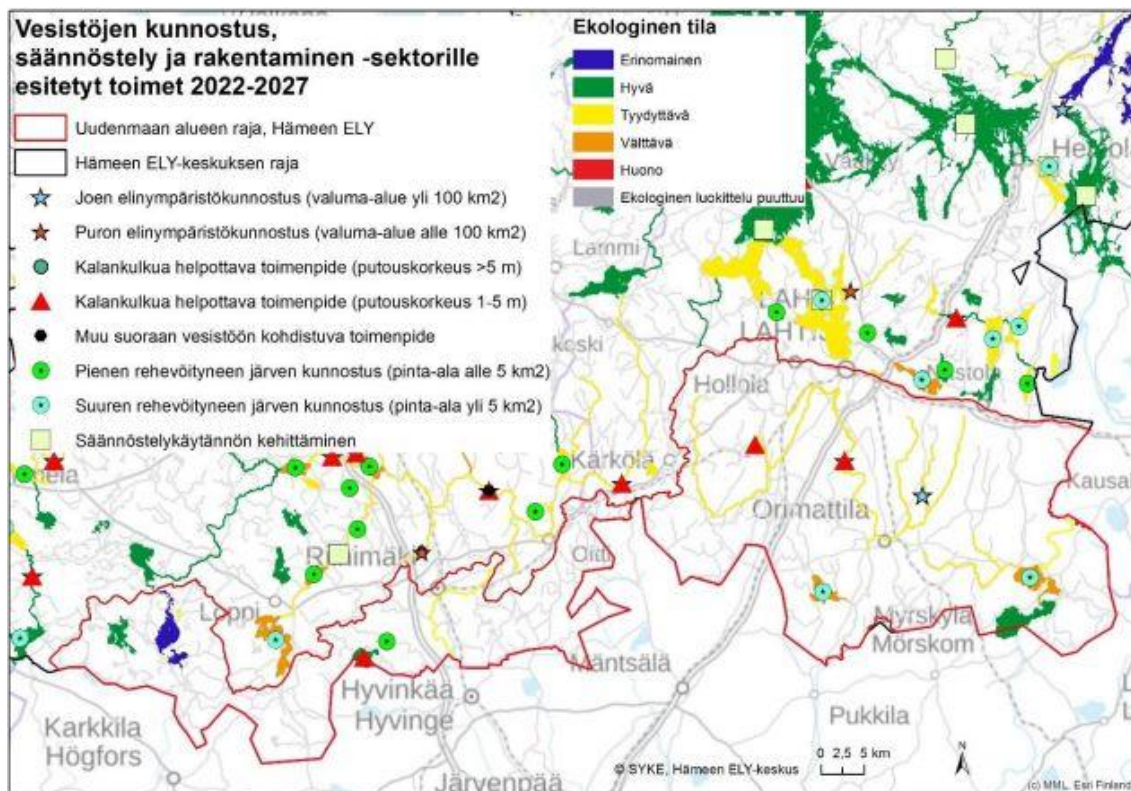 Vesistöjen kunnostus,
säännöstely ja rakentaminen -sektorille
esitetyt toimet 2022-2027
Uudenmaan alueen raja, Hämeen ELY
Hämeen ELY-keskuksen raja
Joen elinympäristökunnostus (valuma-alue yli 100 km2)
Puron elinympäristökunnostus (valuma-alue alle 100 km2)
Kalankulkua helpottava toimenpide (putouskorkeus >5 m)
Kalankulkua helpottava toimenpide (putouskorkeus 1-5 m)
Muu suoraan vesistöön kohdistuva toimenpide
Pienen rehevöityneen järven kunnostus (pinta-ala alle 5 km2)
Suuren rehevöityneen järven kunnostus (pinta-ala yli 5 km2)
Säännöstelykäytännön kehittäminen
Ekologinen tila
Erinomainen
Hyvä
Tyydyttävä
Välttävä
Huono
Ekologinen luokittelu puuttuu
Lammi
LAHTI
LAHTIS
koski
Hollola
Nastola
Kärkölä
Kausal
Orimattila
Oitti
Riihimäki
Loppi
Myrskylä
Mörskom
Mäntsälä
Hyvinkää
Hyvinge
Pukkila
Karkkila
Högfors
Järvenpää
0 2,5 5 km
N
© SYKE, Hämeen ELY-keskus
(c) MML, Esri Finland